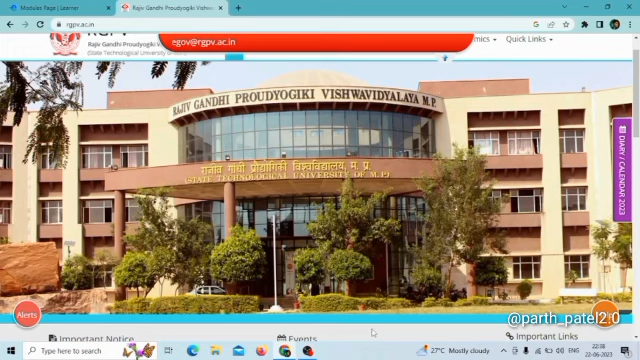 Modules Page | Learner
Rajiv Gandhi Proudyogiki Vishwa
rgpv.ac.in
RGPV
Rajiv Gandhi Proudyogiki Vi
(State Technological University of
egov@rgpv.ac.in
mics
Quick Links
RAJIV GANDHI PROUDYOGIKI VISHWAVIDYALAYA M.P.
राजीव गाँधी प्रौद्योगिकी विश्वविद्यालय, म. प्र.
(STATE TECHNOLOGICAL UNIVERSITY OF M.P)
DIARY / CALENDAR 2023
Alerts
@parth_patel2.0
Important Notice
Events
Important Links
Type here to search
27°C Mostly cloudy
ENG
22:38
22-06-2023